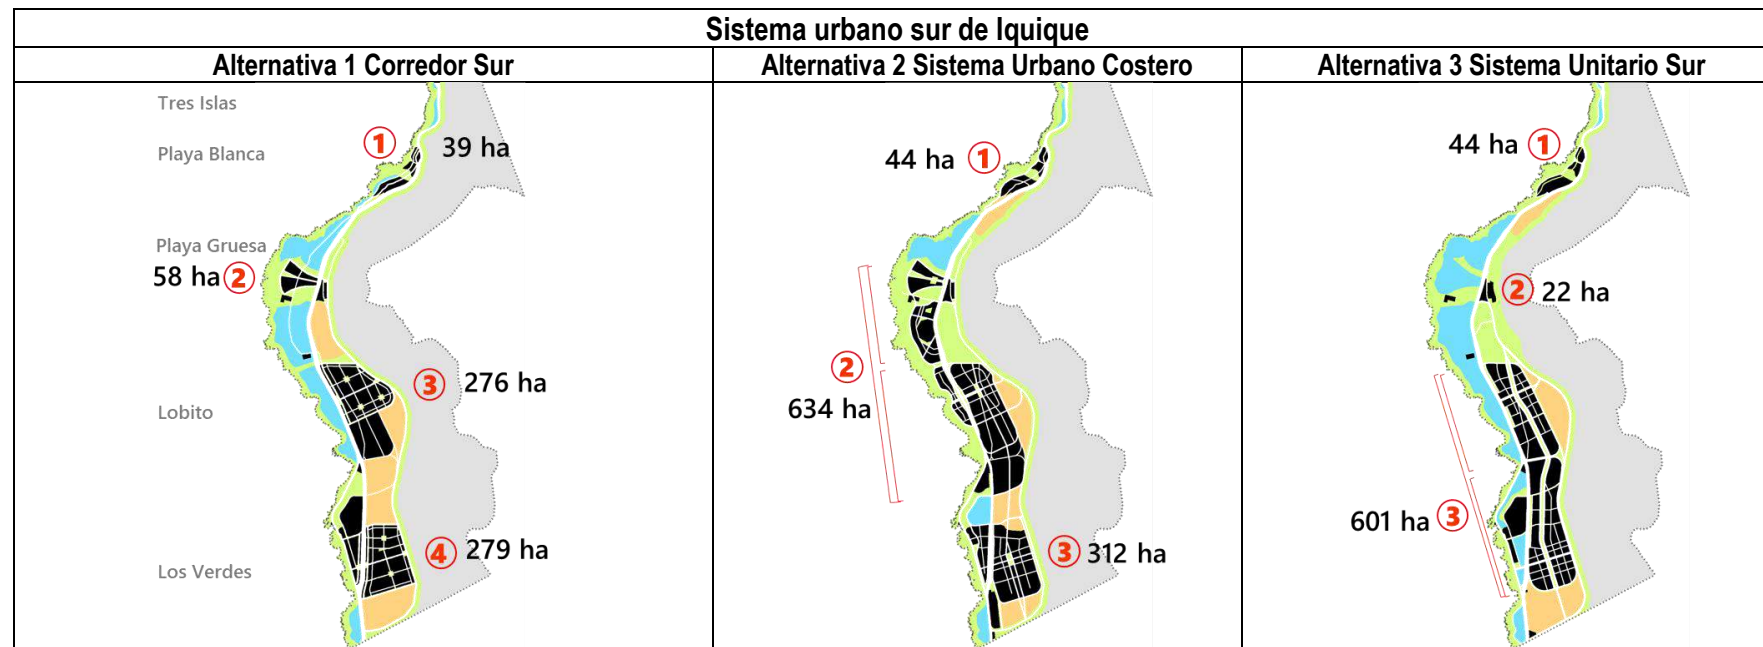 Sistema urbano sur de Iquique
Alternativa 1 Corredor Sur
Alternativa 2 Sistema Urbano Costero
Alternativa 3 Sistema Unitario Sur
Tres Islas
Playa Blanca
1
39 ha
Playa Gruesa
58 ha 2
3 276 ha
Lobito
4 279 ha
Los Verdes
44 ha 1
2
634 ha
3 312 ha
44 ha 1
2 22 ha
601 ha 3